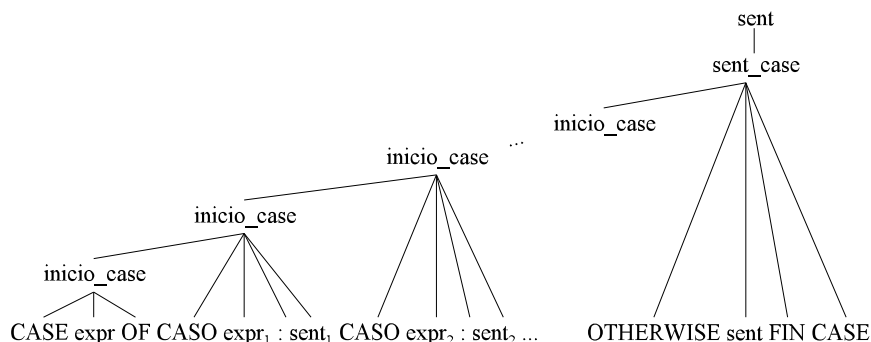 sent
sent_case
inicio_case
...
inicio_case
inicio_case
inicio_case
CASE expr OF CASO expr₁ : sent₁ CASO expr₂ : sent₂ ... OTHERWISE sent FIN CASE